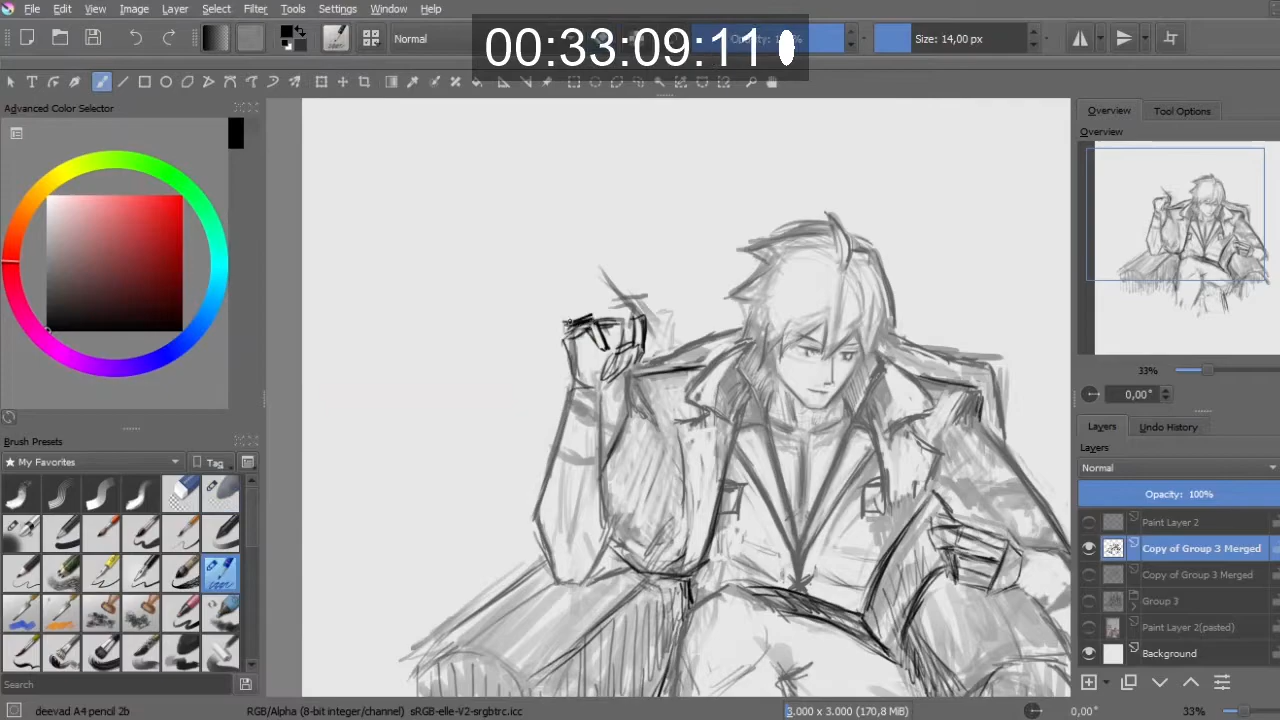 File Edit View Image Layer Select Filter Tools Settings Window Help
00:33:09:11
Normal
Size: 14,00 px
Advanced Color Selector
Overview Tool Options
Overview
33%
0,00°
Brush Presets
My Favorites
Tag
Layers Undo History
Layers
Normal
Opacity: 100%
Paint Layer 2
Copy of Group 3 Merged
Copy of Group 3 Merged
Group 3
Paint Layer 2(pasted)
Background
Search
deevad A4 pencil 2b
RGB/Alpha (8-bit integer/channel) sRGB-elle-V2-srgbtrc.icc
3.000 x 3.000 (170,8 MiB)
0,00°
33%